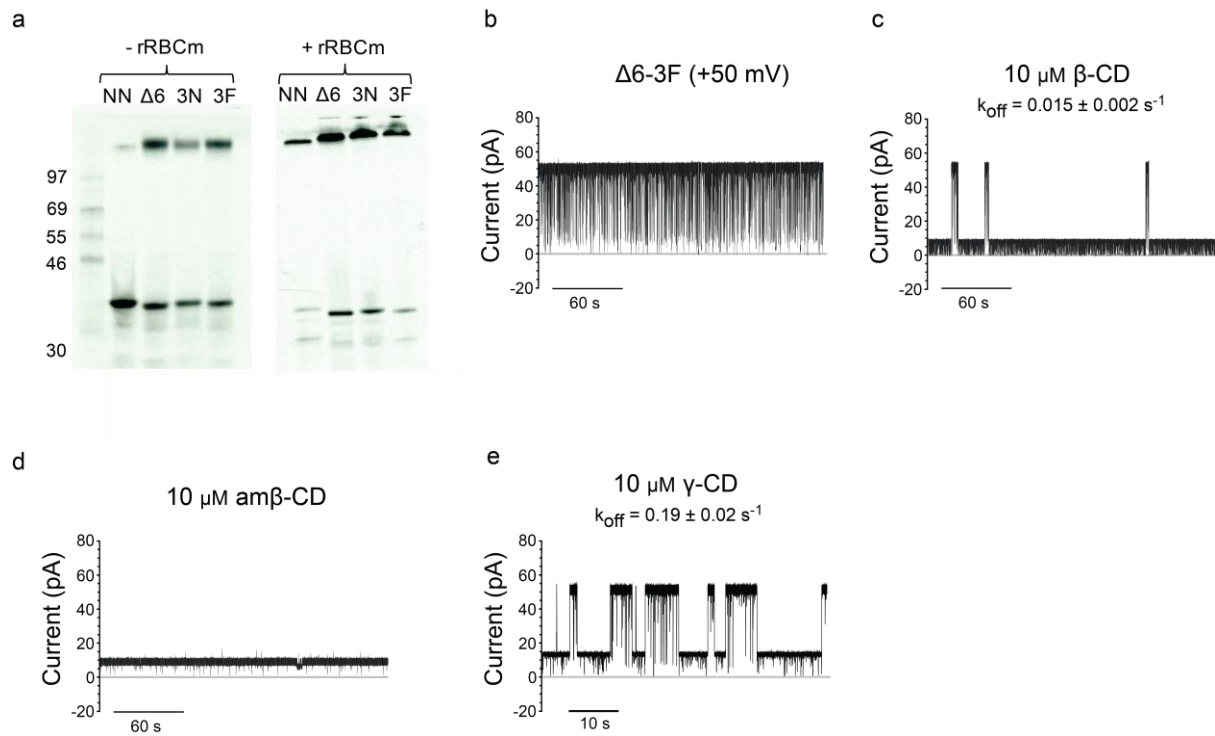 a
- rRBCm
+ rRBCm
NN Δ6 3N 3F
NN Δ6 3N 3F
97
69
55
46
30
b
Δ6-3F (+50 mV)
Current (pA)
80
60
40
20
0
-20
60 s
c
10 μM β-CD
koff = 0.015 ± 0.002 s-1
Current (pA)
80
60
40
20
0
-20
60 s
d
10 μM amβ-CD
Current (pA)
80
60
40
20
0
-20
60 s
e
10 μM γ-CD
koff = 0.19 ± 0.02 s-1
Current (pA)
80
60
40
20
0
-20
10 s